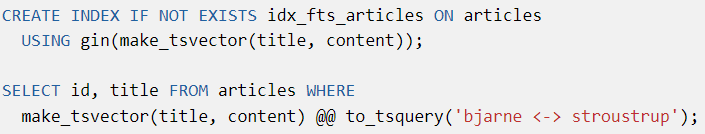 CREATE INDEX IF NOT EXISTS idx_fts_articles ON articles
  USING gin(make_tsvector(title, content));

SELECT id, title FROM articles WHERE
  make_tsvector(title, content) @@ to_tsquery('bjarne <-> stroustrup');